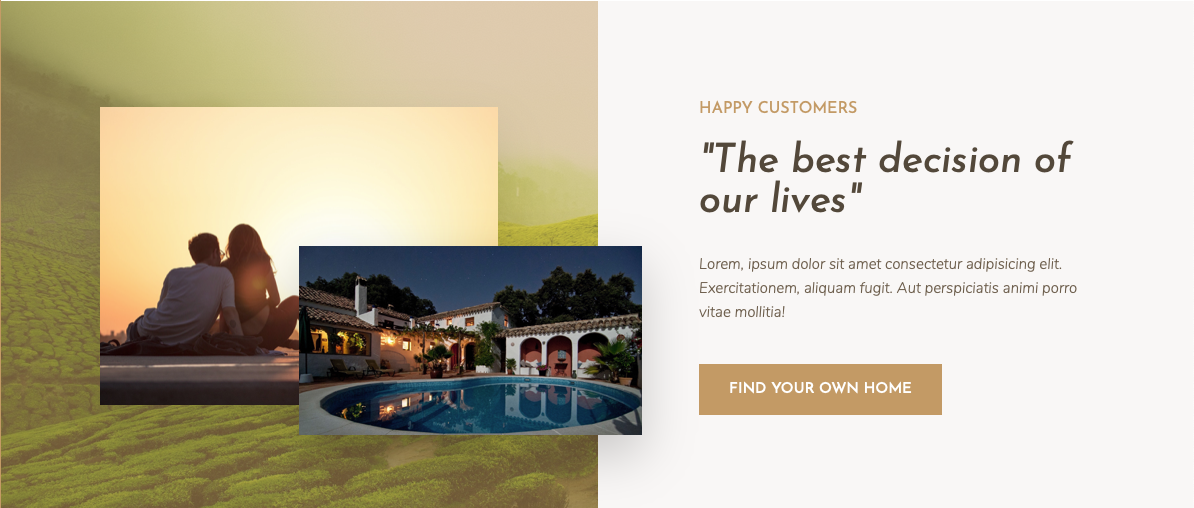 HAPPY CUSTOMERS
"The best decision of
our lives"
Lorem, ipsum dolor sit amet consectetur adipisicing elit.
Exercitationem, aliquam fugit. Aut perspiciatis animi porro
vitae mollitia!
FIND YOUR OWN HOME